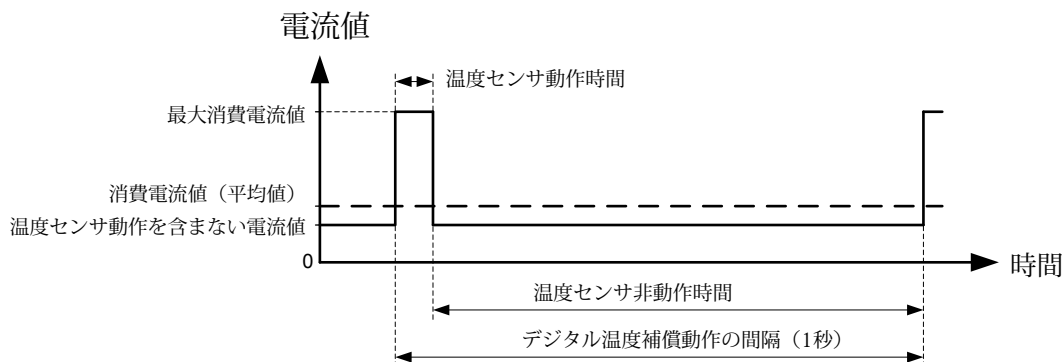 電流値
温度センサ動作時間
最大消費電流値
消費電流値（平均値）
温度センサ動作を含まない電流値
0
時間
温度センサ非動作時間
デジタル温度補償動作の間隔（1秒）